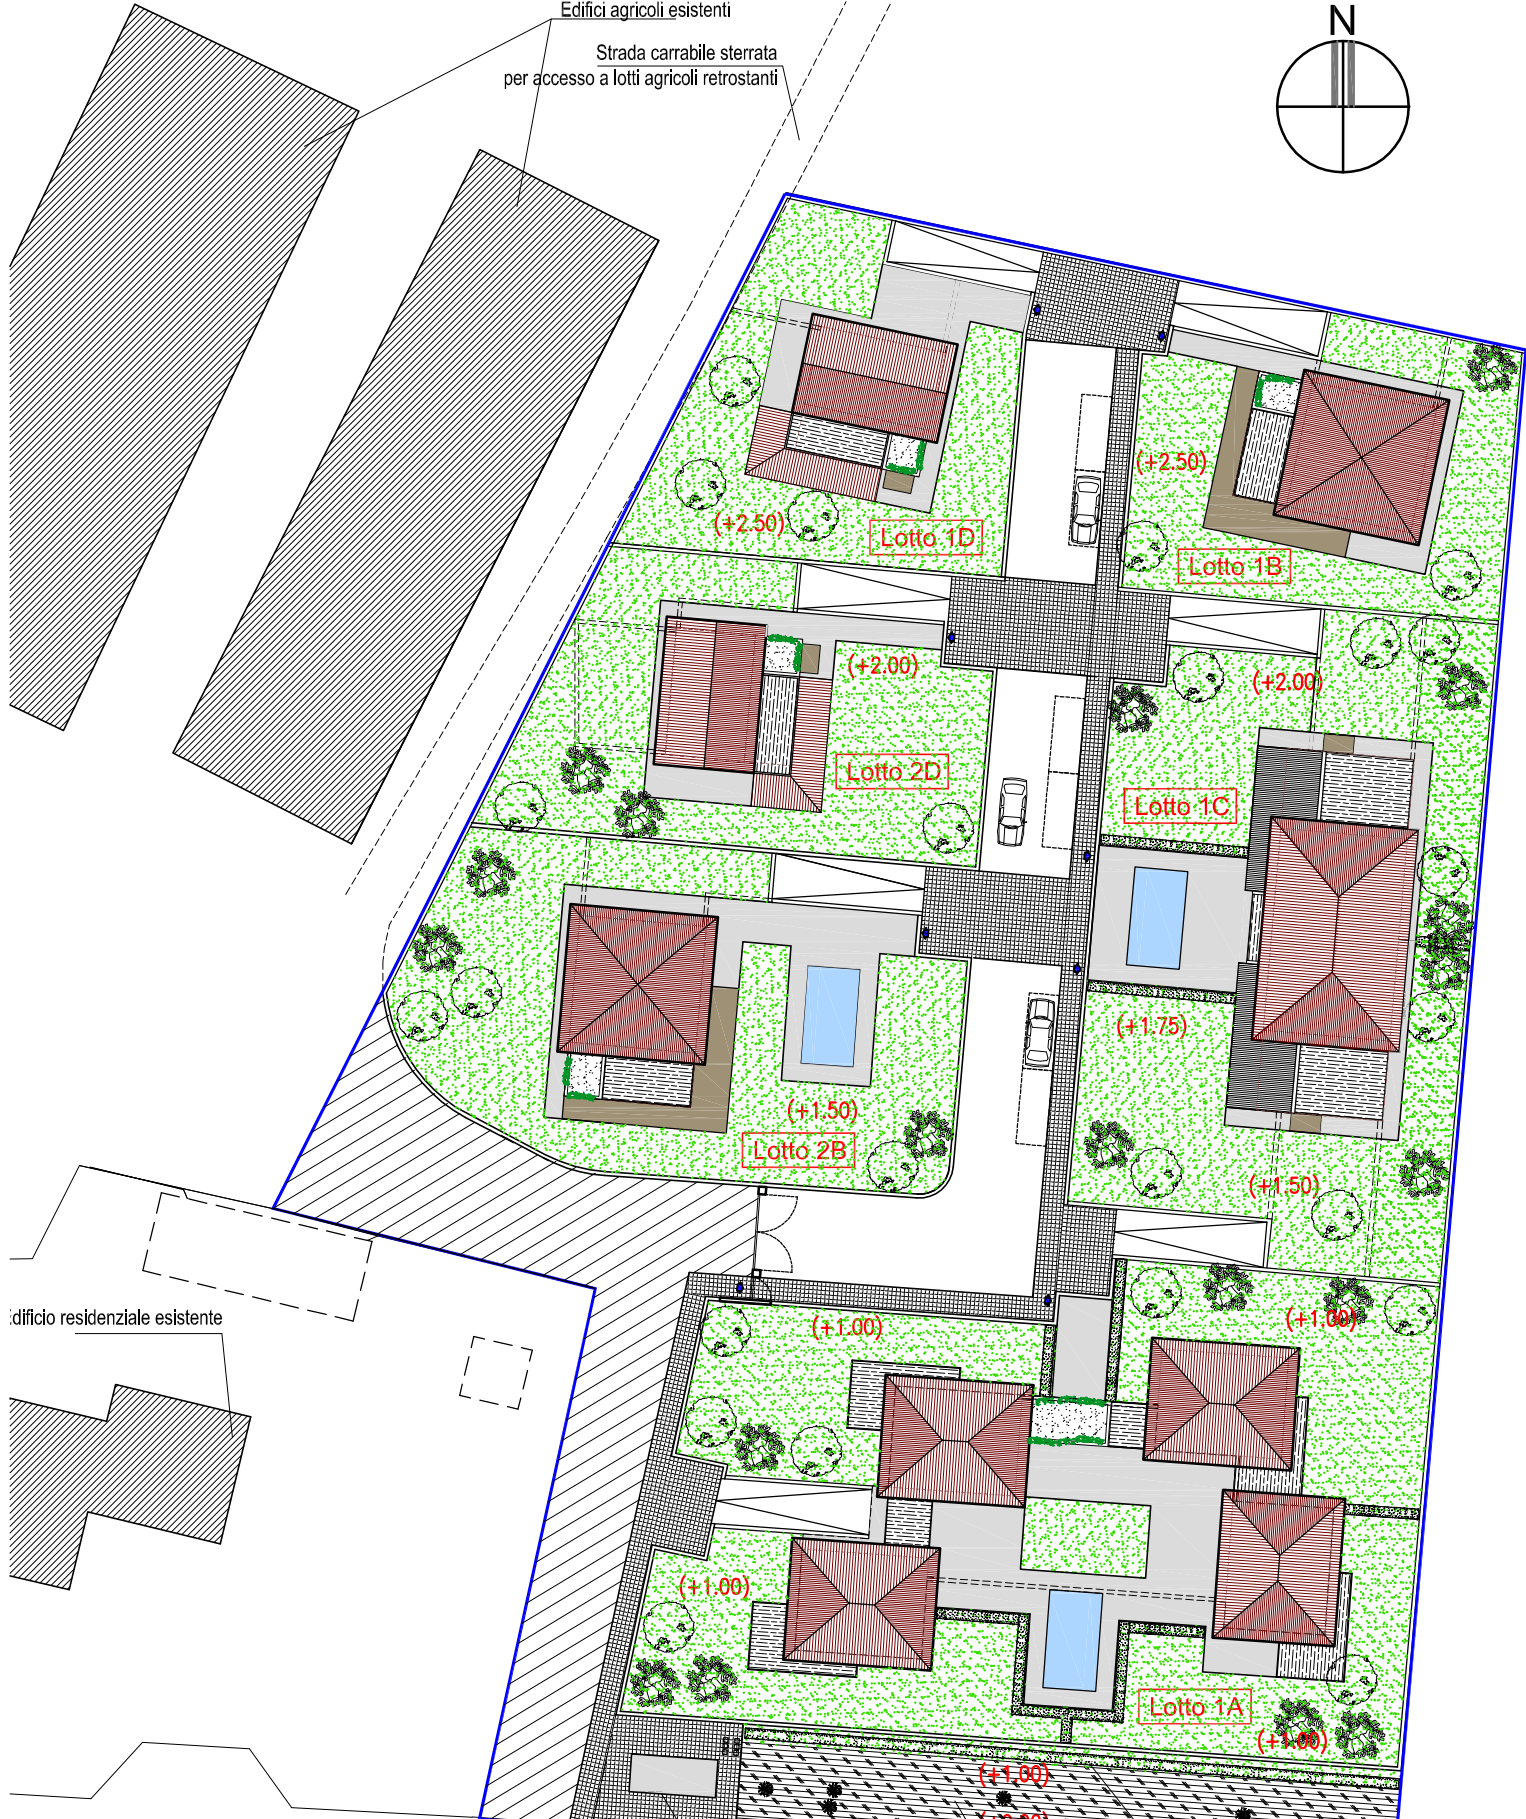 Edifici agricoli esistenti
N
Strada carrabile sterrata
per accesso a lotti agricoli retrostanti
(+2.50)
(+2.50)
Lotto 1D
Lotto 1B
(+2.00)
(+2.00)
Lotto 2D
Lotto 1C
(+1.75)
(+1.50)
Lotto 2B
(+1.50)
dificio residenziale esistente
(+1.00)
(+1.00)
(+1.00)
Lotto 1A
(+1.00)
(+1.00)